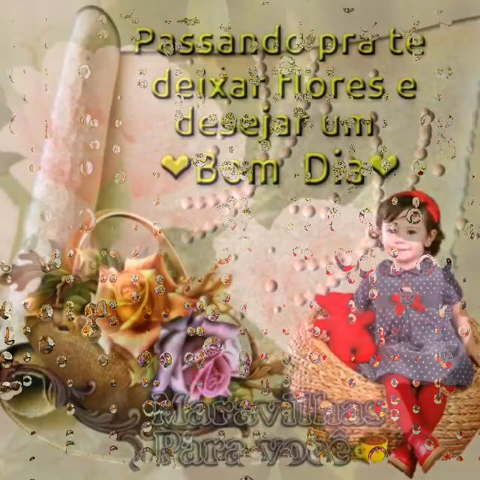 Passando pra te
deixar flores e
desejar um
❤Bom Dia❤
Maravilhas
Para você